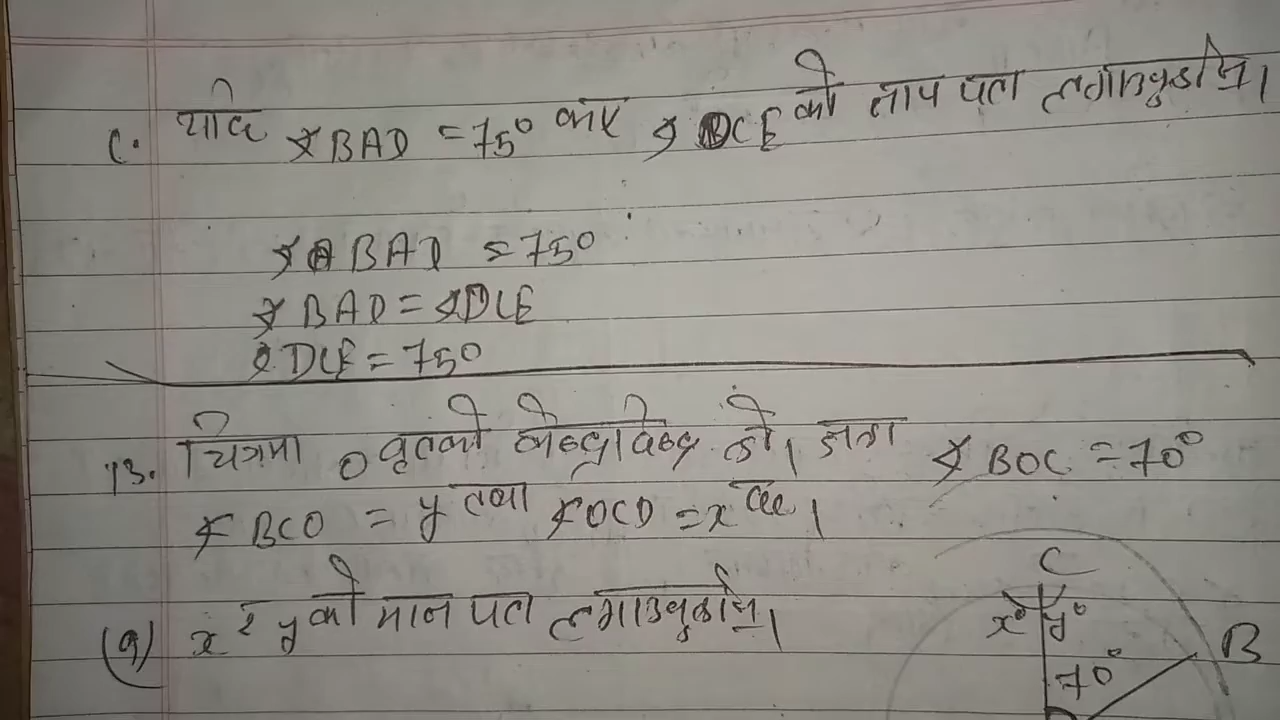 C. यदि ∢BAD = 75° भए ∢DCE को नाप पत्ता लगाउनुहोस्।
∢BAD = 75°
∢BAD = ∢DCE
∢DCE = 75°
13. चित्रमा O वृतको केन्द्रविन्दु हो। जहाँ ∢BOC = 70°
∢BCO = y तथा ∢OCD = x छ।
(a) x र y को मान पत्ता लगाउनुहोस्।
C
x° y°
B
70°